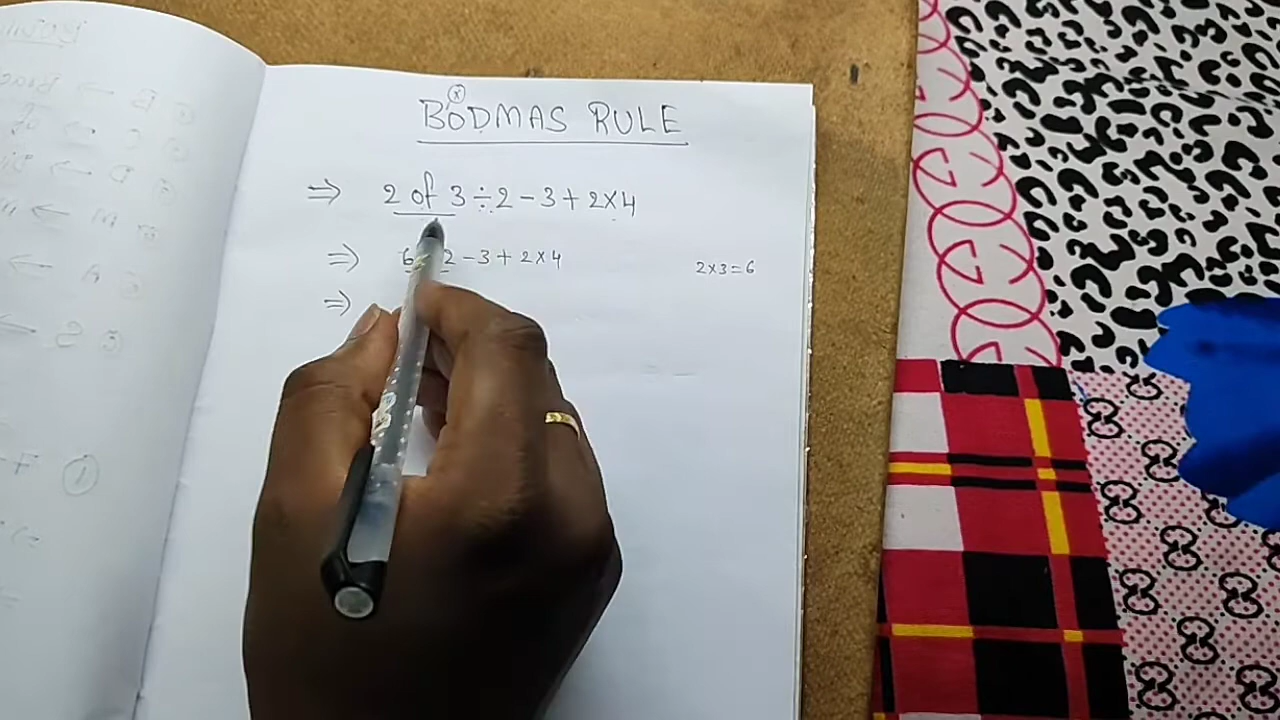 (x)
BODMAS RULE
⇒ 2 of 3 ÷ 2 - 3 + 2 × 4
⇒ 6 2 - 3 + 2 × 4
2 × 3 = 6
⇒